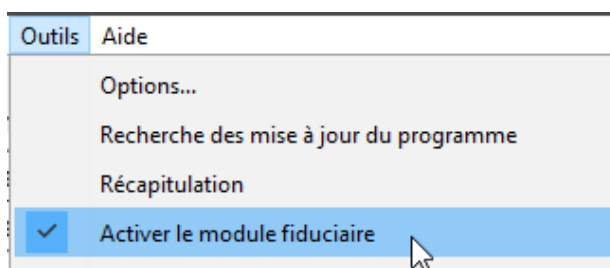 Outils Aide
Options...
Recherche des mise à jour du programme
Récapitulation
Activer le module fiduciaire